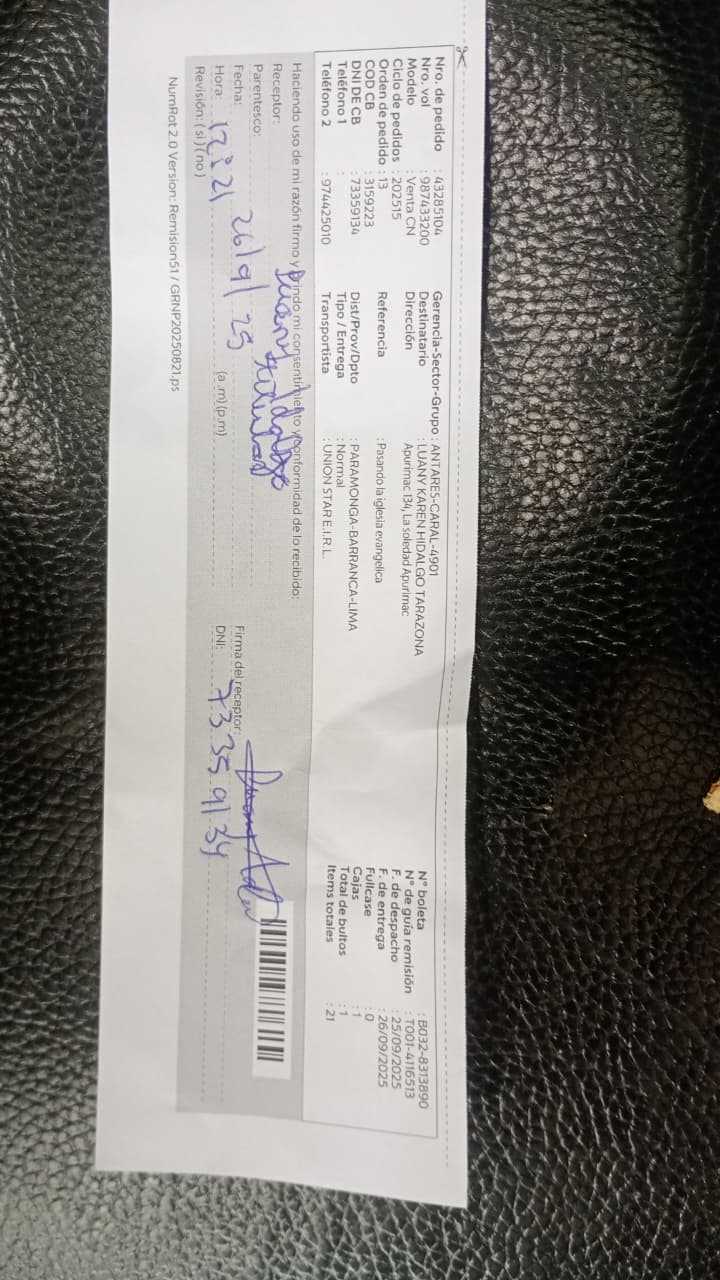 Nro. de pedido : 43285104
Nro. vol : 987433200
Modelo : Venta CN
Ciclo de pedidos : 202515
Orden de pedido : 13
COD CB : 3159223
DNI DE CB : 73359134
Teléfono 1 :
Teléfono 2 : 974425010
Gerencia-Sector-Grupo : ANTARES-CARAL-4901
Destinatario : LUANY KAREN HIDALGO TARAZONA
Dirección Apurimac 134, La soledad Apurimac
Referencia : Pasando la iglesia evangelica
Dist/Prov/Dpto : PARAMONGA-BARRANCA-LIMA
Tipo / Entrega : Normal
Transportista : UNION STAR E.I.R.L.
N° boleta : B032-8313890
N° de guía remisión : T001-4116513
F. de despacho : 25/09/2025
F. de entrega : 26/09/2025
Fullcase : 0
Cajas : 1
Total de bultos : 1
Items totales : 21
Haciendo uso de mi razón firmo y brindo mi consentimiento y conformidad de lo recibido:
Receptor: Luany Hidalgo
Parentesco:
Fecha: 26/9/25
Hora: 12:21 (a.m) (p.m)
Revisión: (si) (no)
Firma del receptor:
DNI: 73359134
NumRot 2.0 Version: Remision51 / GRNP20250821.ps